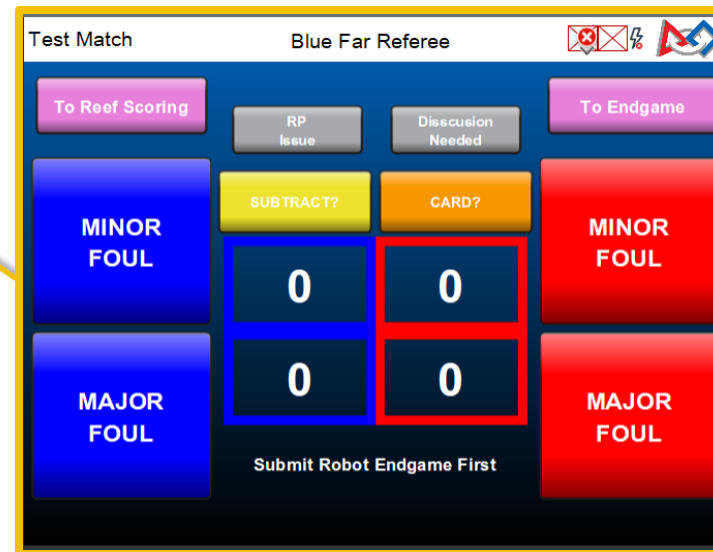 Test Match
Blue Far Referee
To Reef Scoring
RP
Issue
Disscusion
Needed
To Endgame
SUBTRACT?
CARD?
MINOR
FOUL
0
0
MINOR
FOUL
MAJOR
FOUL
0
0
MAJOR
FOUL
Submit Robot Endgame First